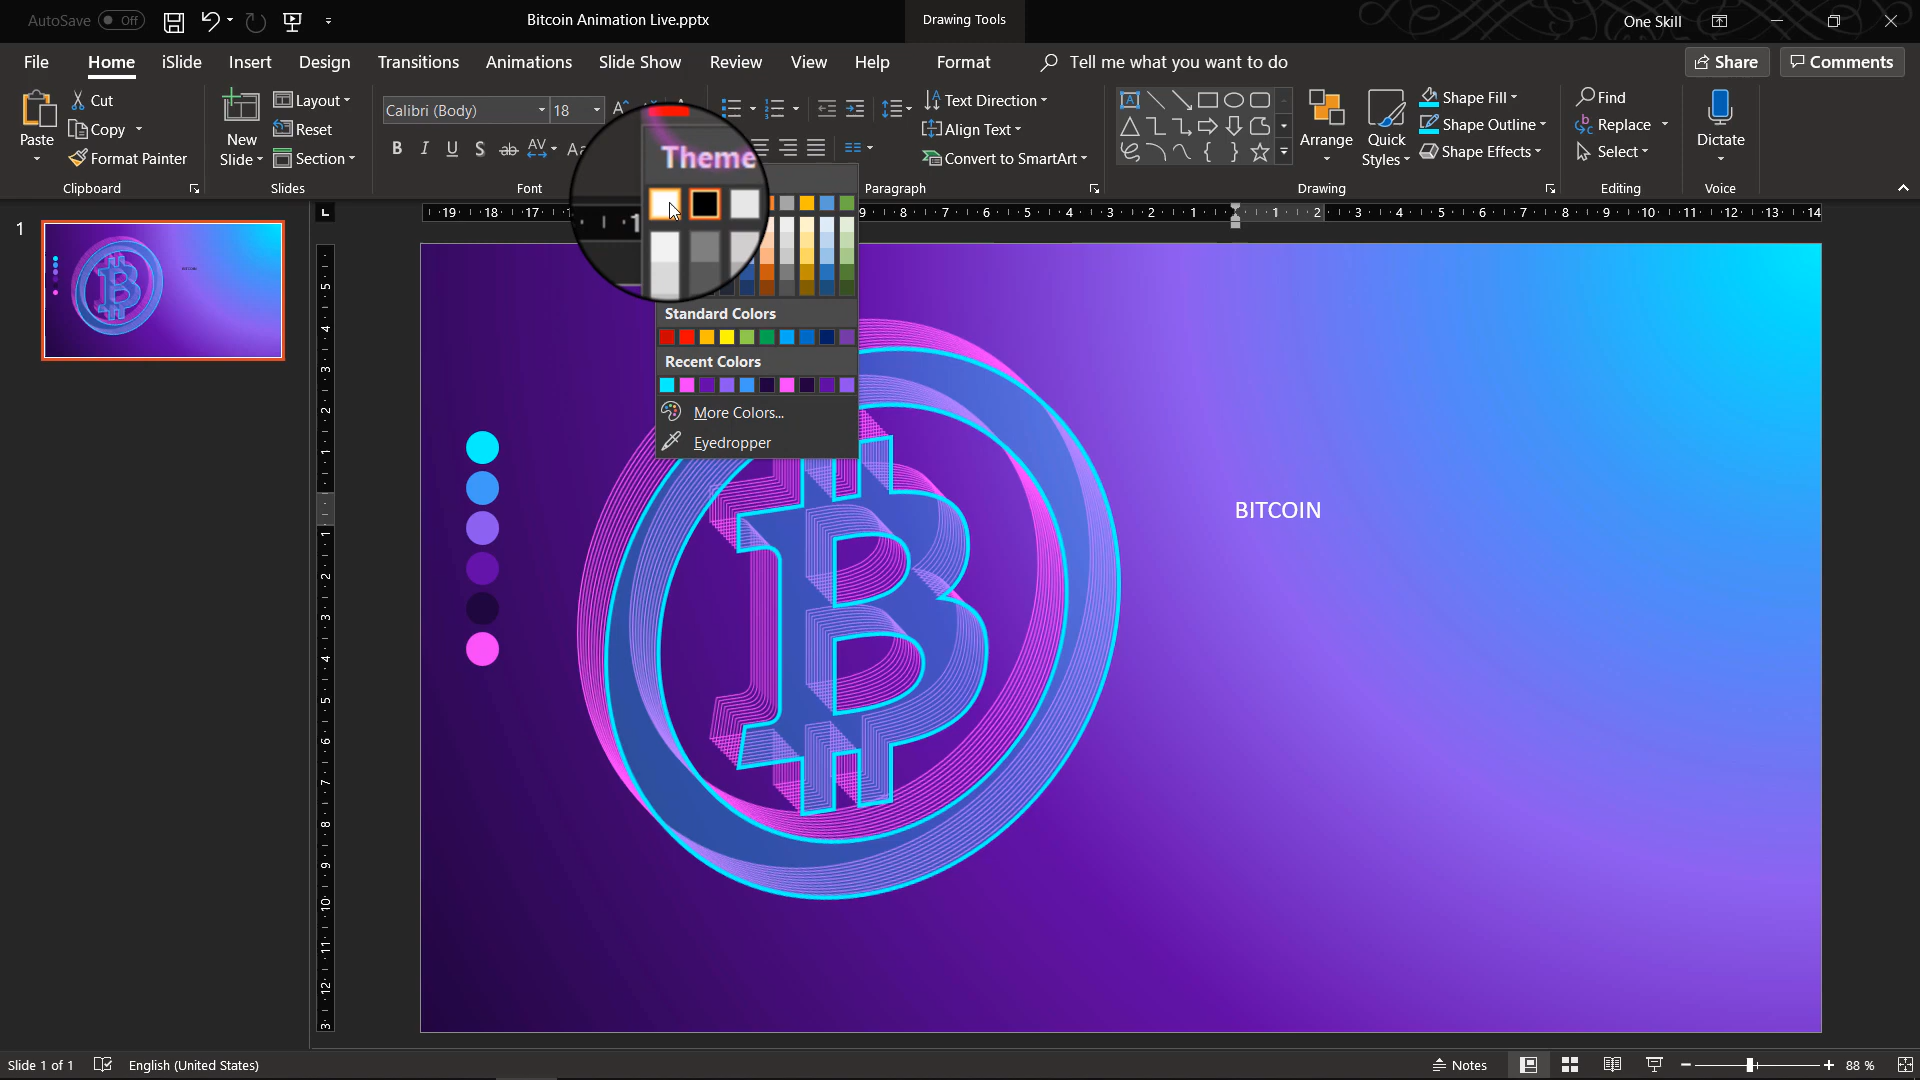 AutoSave Off
Bitcoin Animation Live.pptx
Drawing Tools
One Skill
File Home iSlide Insert Design Transitions Animations Slide Show Review View Help Format Tell me what you want to do Share Comments
Paste
Cut
Copy
Format Painter
Clipboard
New Slide
Layout
Reset
Section
Slides
Calibri (Body) 18
B I U S ab AV Aa
Font
Text Direction
Align Text
Convert to SmartArt
Paragraph
Arrange
Quick Styles
Shape Fill
Shape Outline
Shape Effects
Drawing
Find
Replace
Select
Editing
Dictate
Voice
Theme
Standard Colors
Recent Colors
More Colors...
Eyedropper
1
BITCOIN
Slide 1 of 1 English (United States) Notes 88 %